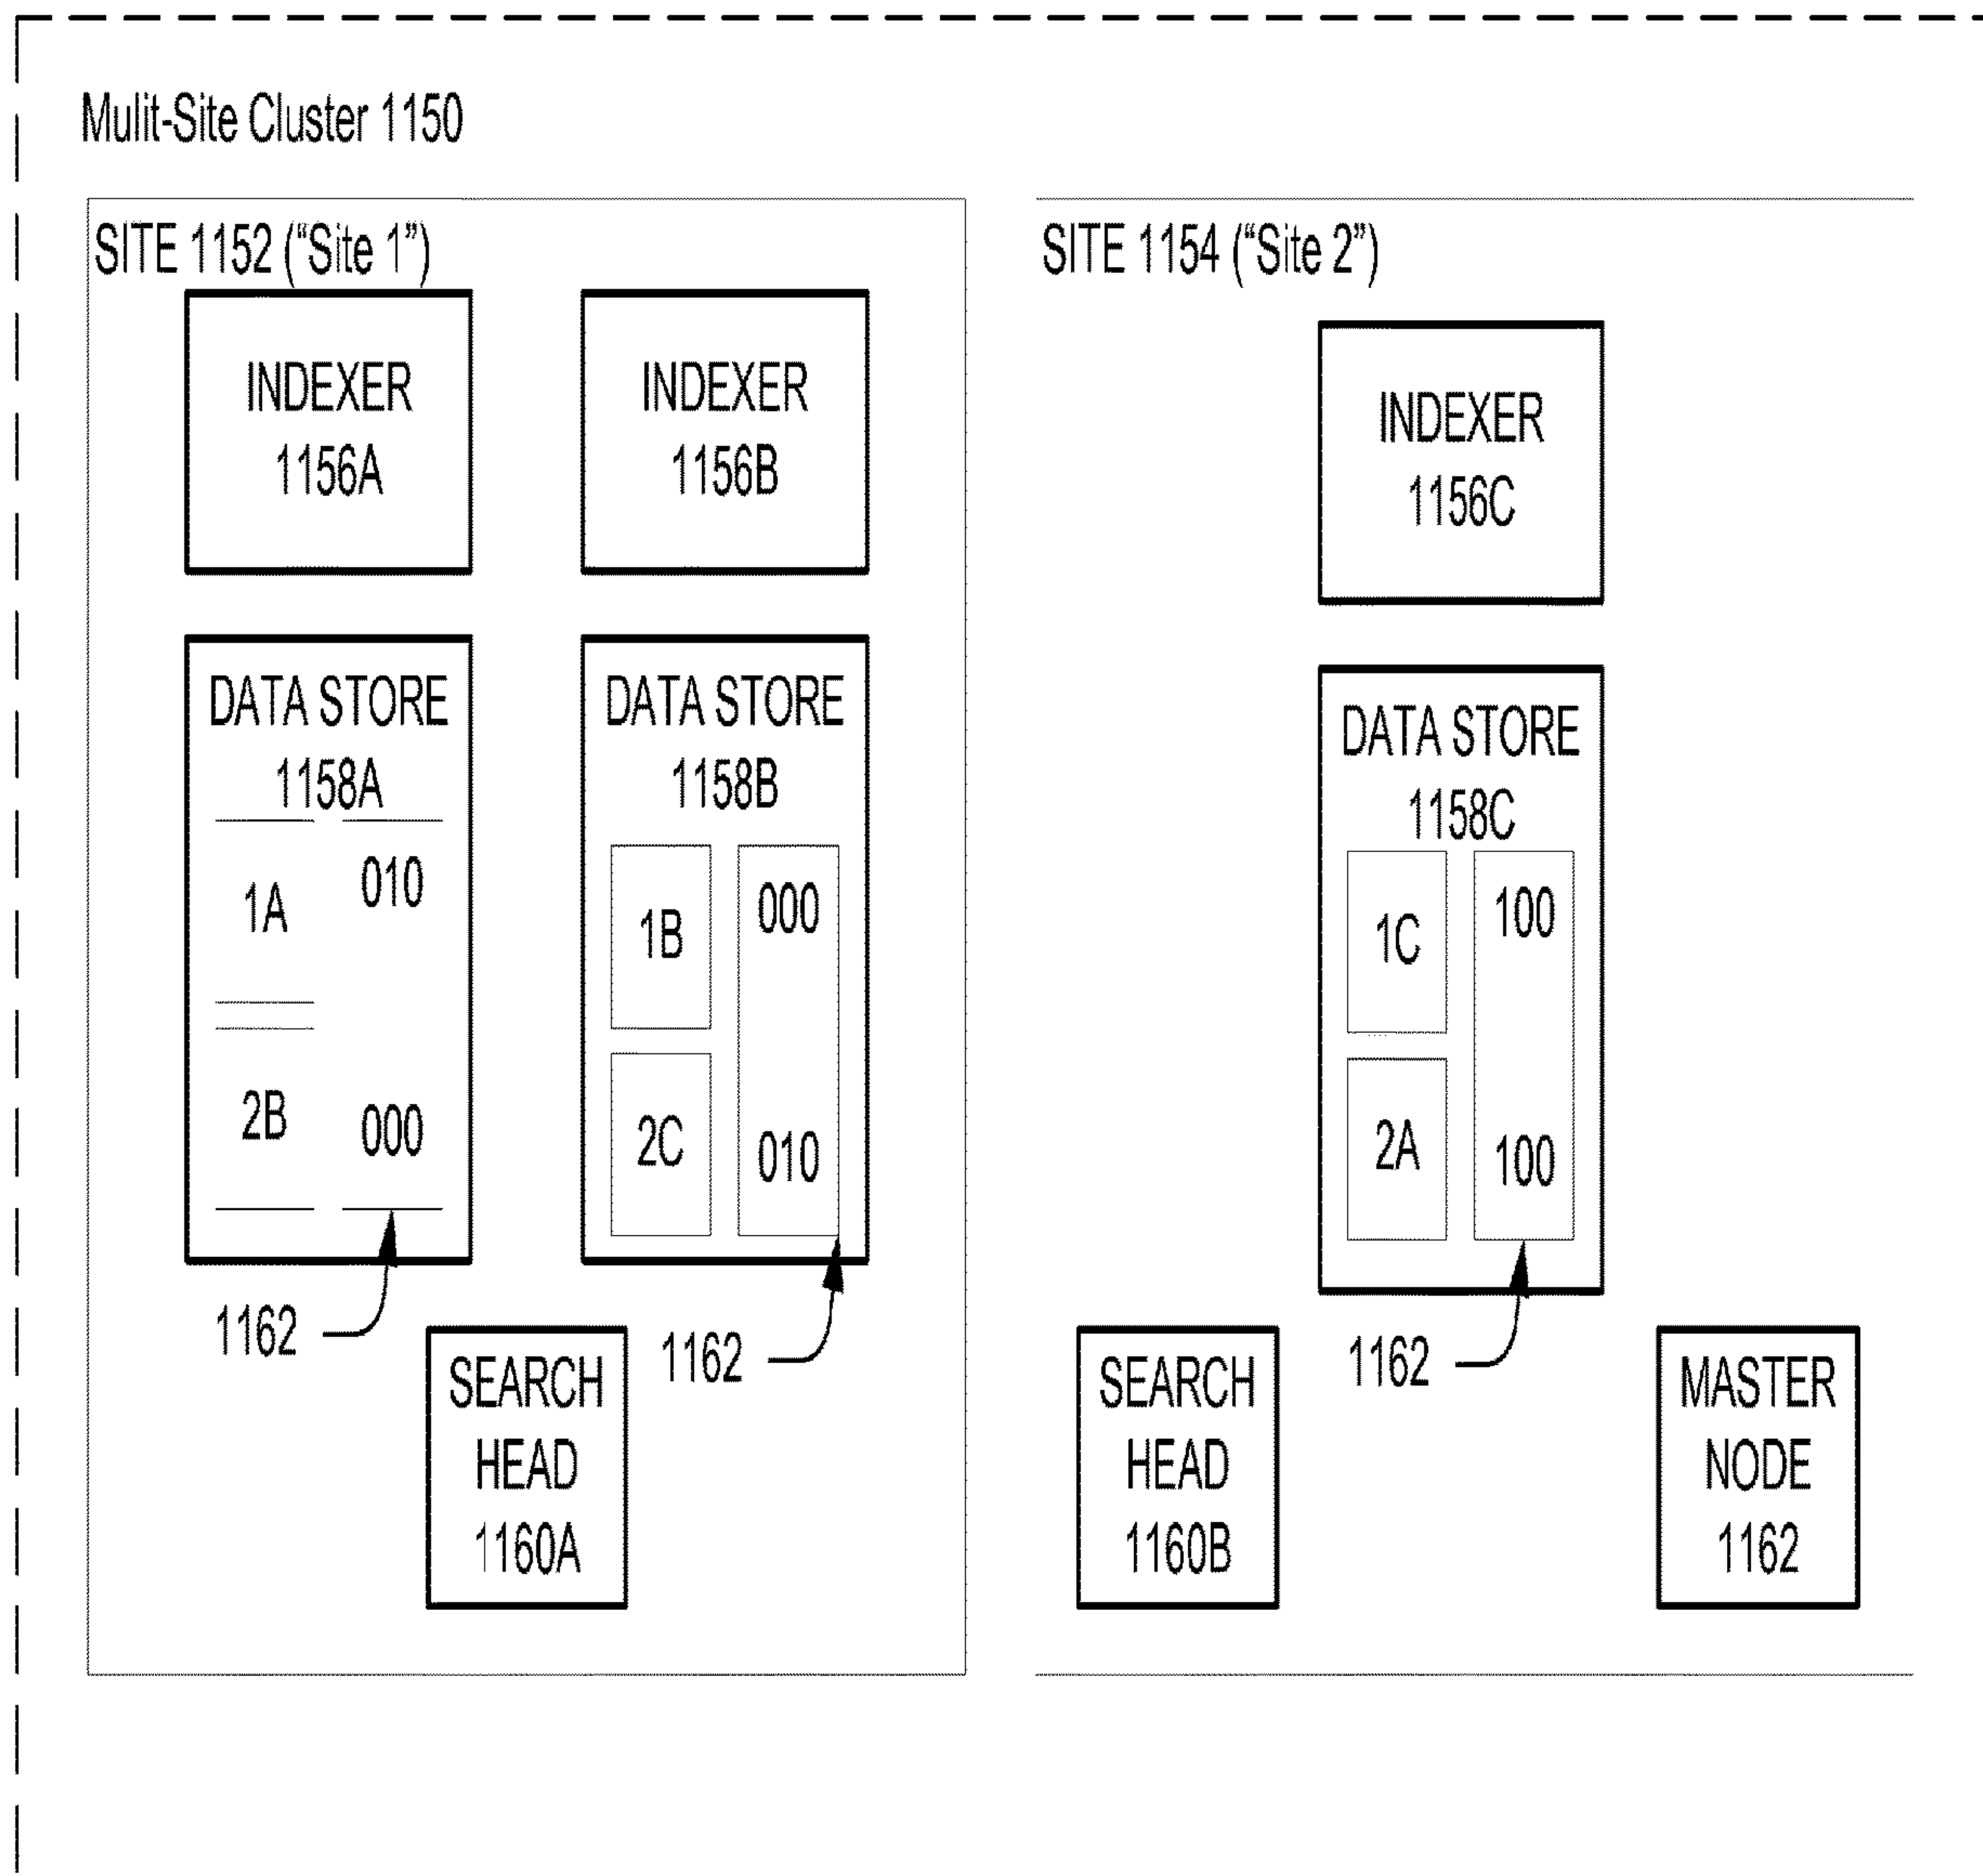 Mulit-Site Cluster 1150
SITE 1152 ("Site 1")
INDEXER
1156A
INDEXER
1156B
DATA STORE
1158A
1A
010
2B
000
1162
DATA STORE
1158B
1B
000
2C
010
1162
SEARCH
HEAD
1160A
SITE 1154 ("Site 2")
INDEXER
1156C
DATA STORE
1158C
1C
100
2A
100
1162
SEARCH
HEAD
1160B
MASTER
NODE
1162